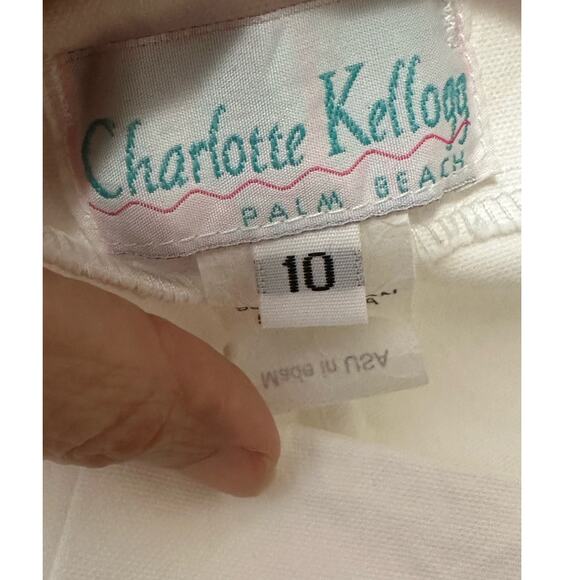 Charlotte Kellogg
PALM BEACH
10
Made in USA